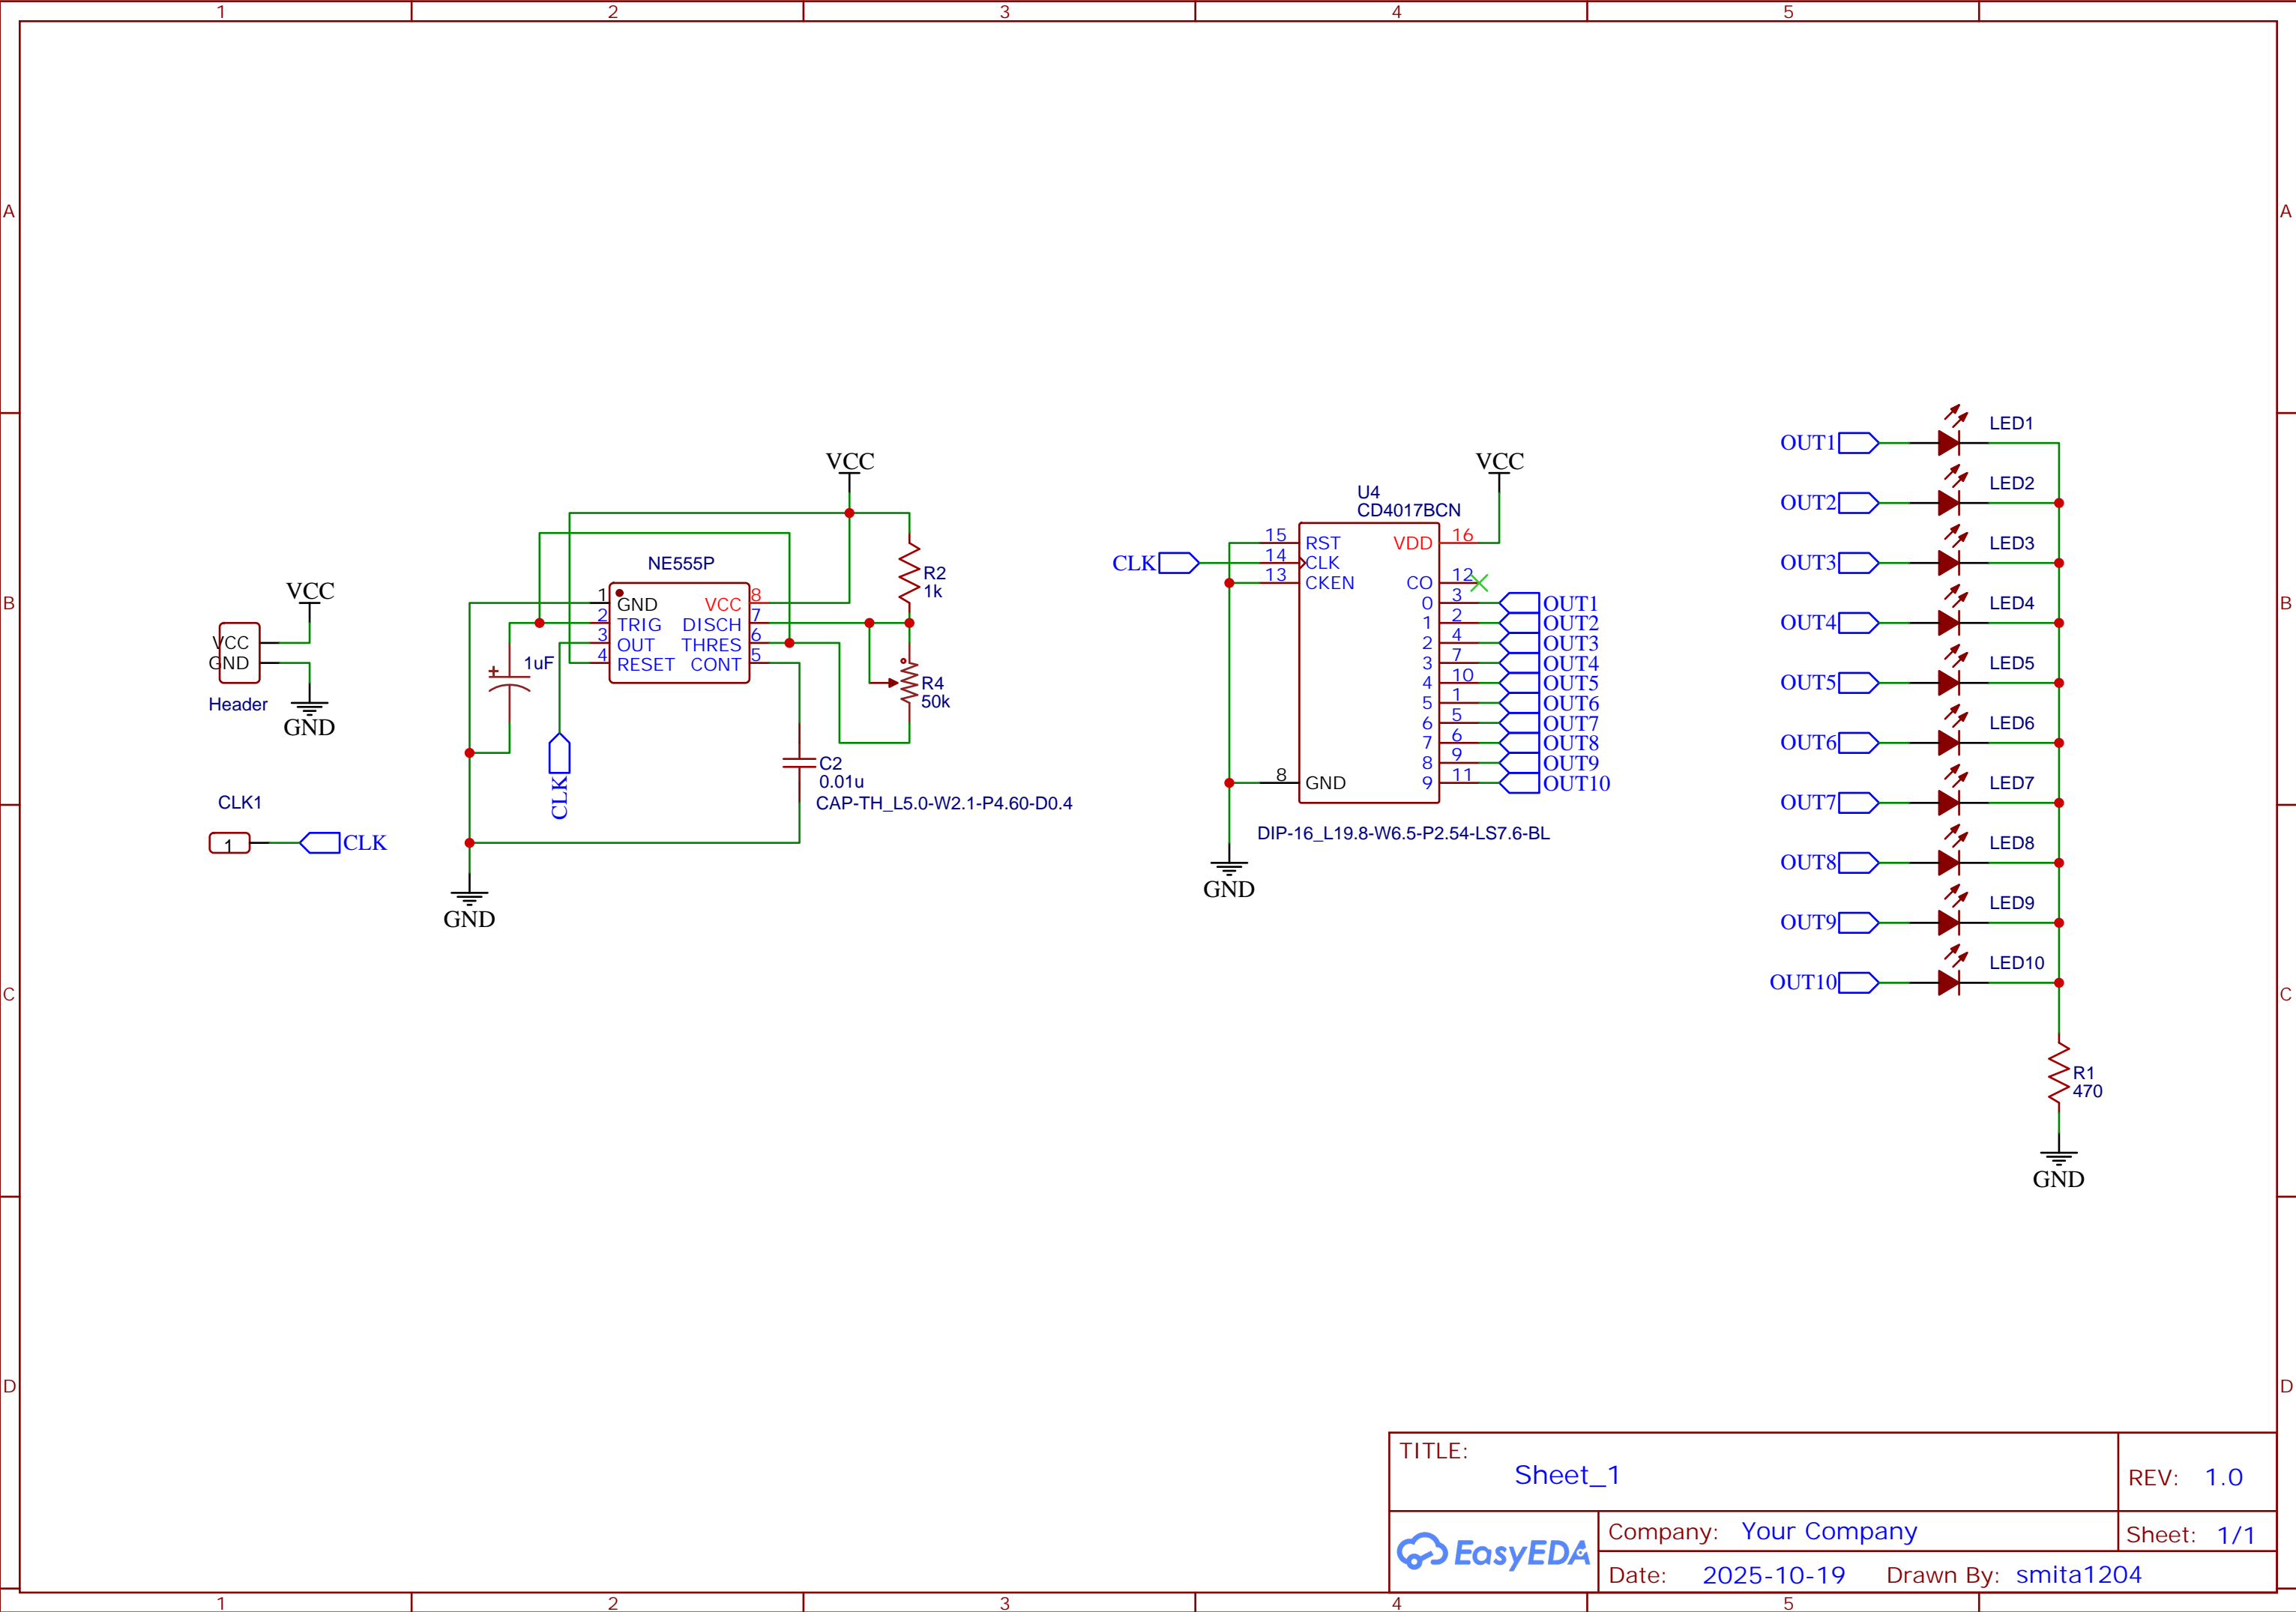 1 2 3 4 5
A A
B B
C C
D D
1 2 3 4 5
VCC
VCC
GND
Header
GND
CLK1
1 CLK
VCC
NE555P
R2
1k
1 GND VCC 8
2 TRIG DISCH 7
3 OUT THRES 6
4 RESET CONT 5
1uF
+
R4
50k
CLK
C2
0.01u
CAP-TH_L5.0-W2.1-P4.60-D0.4
GND
VCC
U4
CD4017BCN
15 RST VDD 16
CLK 14 CLK
13 CKEN CO 12
0 3 OUT1
1 2 OUT2
2 4 OUT3
3 7 OUT4
4 10 OUT5
5 1 OUT6
6 5 OUT7
7 6 OUT8
8 9 OUT9
8 GND 9 11 OUT10
DIP-16_L19.8-W6.5-P2.54-LS7.6-BL
GND
LED1
OUT1
LED2
OUT2
LED3
OUT3
LED4
OUT4
LED5
OUT5
LED6
OUT6
LED7
OUT7
LED8
OUT8
LED9
OUT9
LED10
OUT10
R1
470
GND
TITLE:
Sheet_1
REV: 1.0
EasyEDA
Company: Your Company
Sheet: 1/1
Date: 2025-10-19 Drawn By: smita1204